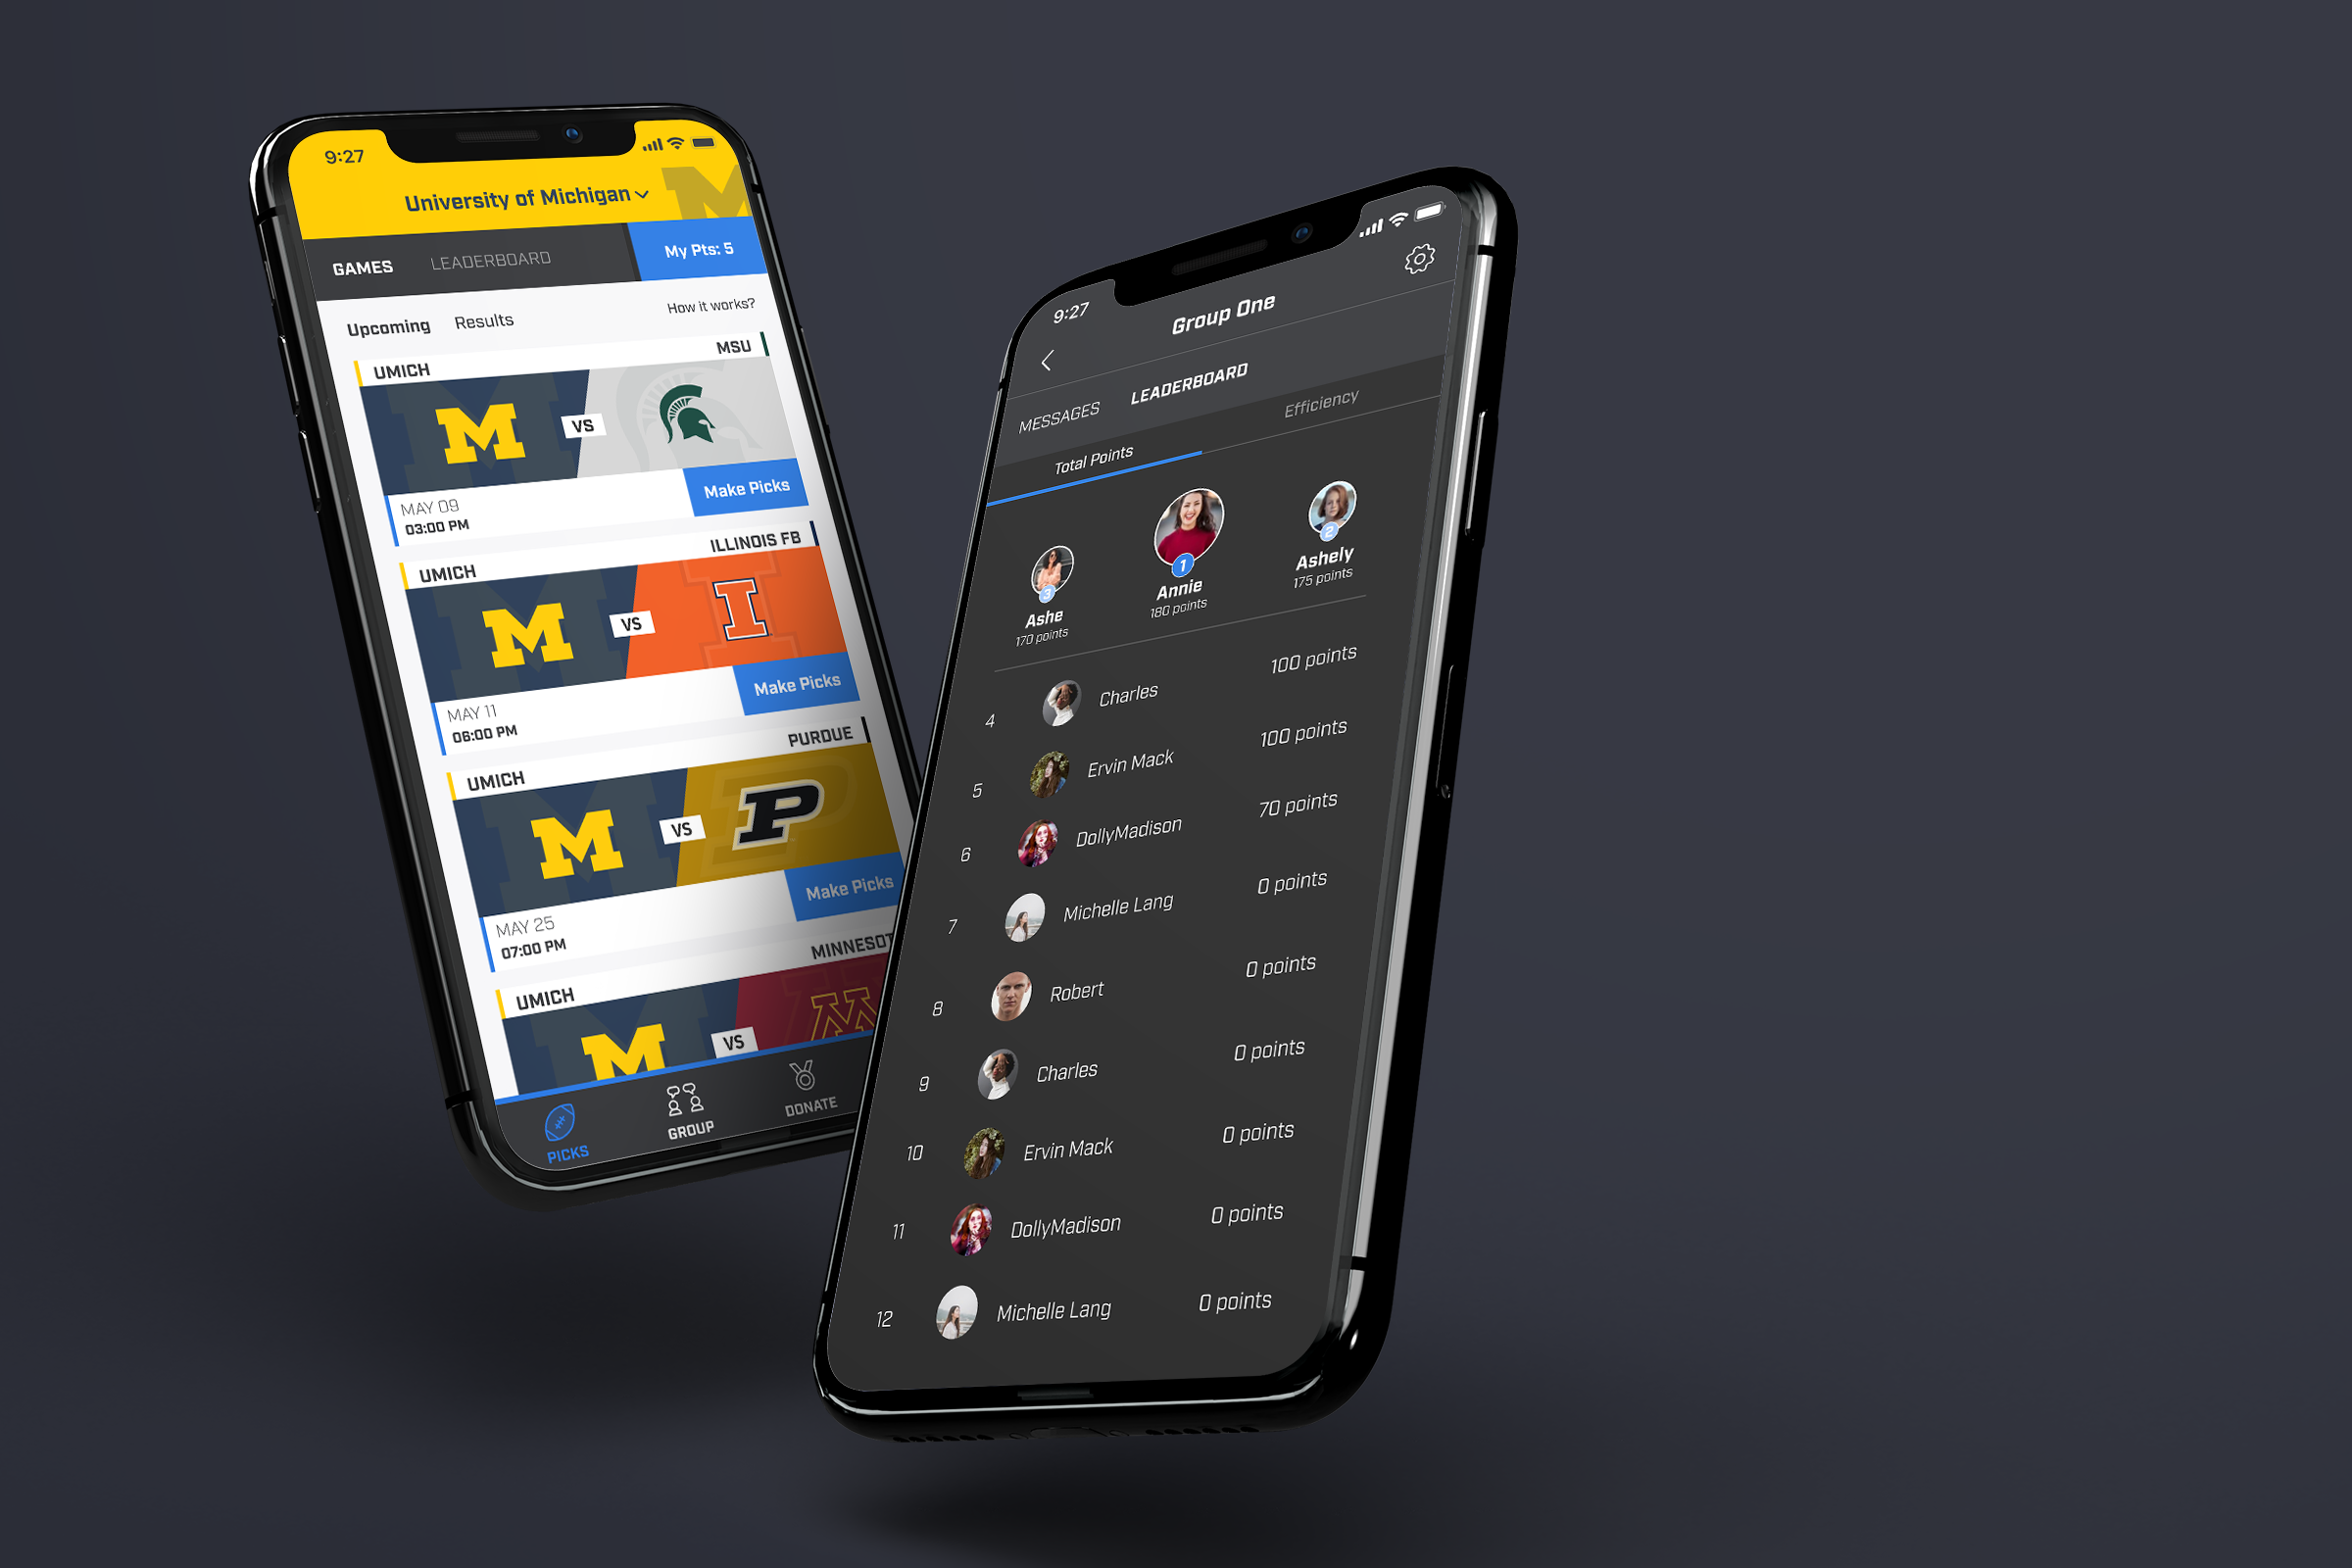 9:27
University of Michigan
GAMES LEADERBOARD My Pts: 5
Upcoming Results How it works?
UMICH MSU
M VS
MAY 09 Make Picks
03:00 PM
UMICH ILLINOIS FB
M VS I
MAY 11 Make Picks
06:00 PM
UMICH PURDUE
M VS P
MAY 25 Make Picks
07:00 PM
UMICH MINNESOT
M VS M
PICKS GROUP DONATE
9:27
Group One
MESSAGES LEADERBOARD
Total Points Efficiency
3 1 2
Ashe Annie Ashely
170 points 180 points 175 points
4 Charles 100 points
5 Ervin Mack 100 points
6 DollyMadison 70 points
7 Michelle Lang 0 points
8 Robert 0 points
9 Charles 0 points
10 Ervin Mack 0 points
11 DollyMadison 0 points
12 Michelle Lang 0 points